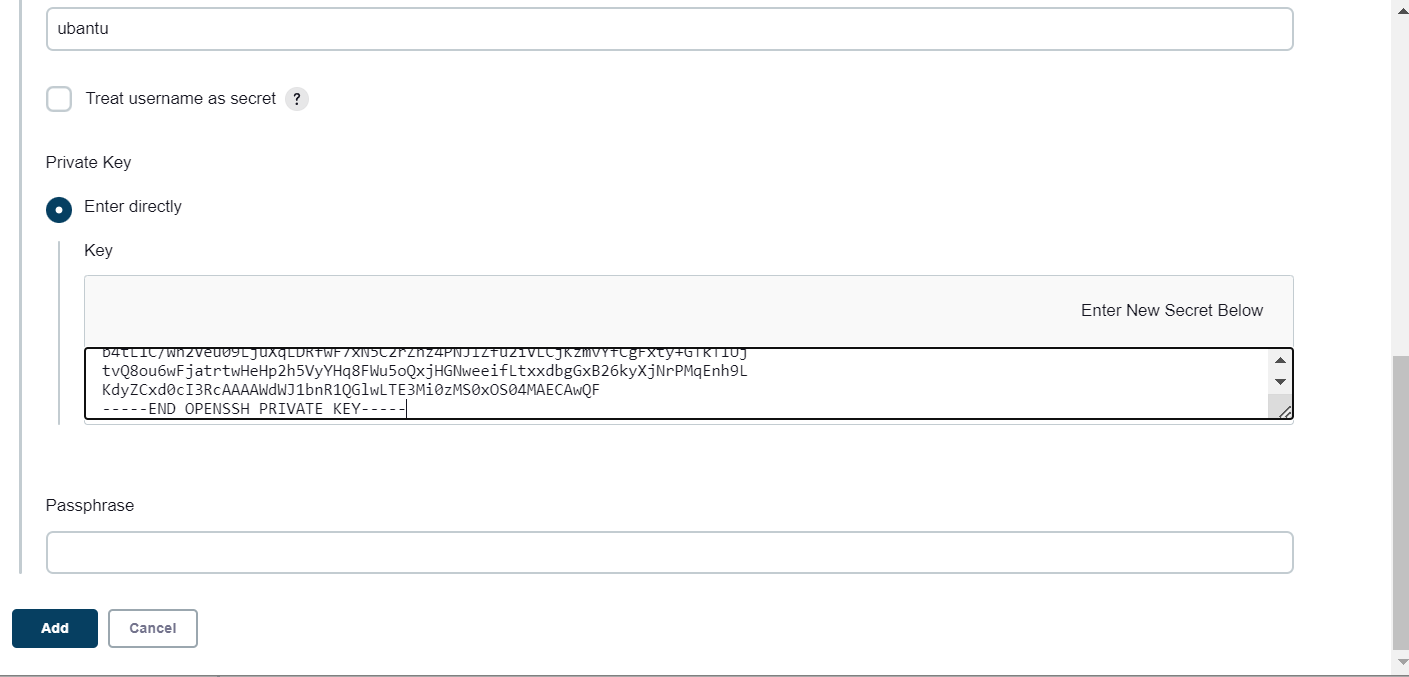 ubantu
Treat username as secret ?
Private Key
Enter directly
Key
Enter New Secret Below
tvQ8ou6wFjatrtwHeHp2h5VyYHq8FWu5oQxjHGNweeifLtxxdbgGxB26kyXjNrPMqEnh9L
KdyZCxd0cI3RcAAAAWdWJ1bnR1QGlwLTE3Mi0zMS0xOS04MAECAwQF
-----END OPENSSH PRIVATE KEY-----
Passphrase
Add
Cancel